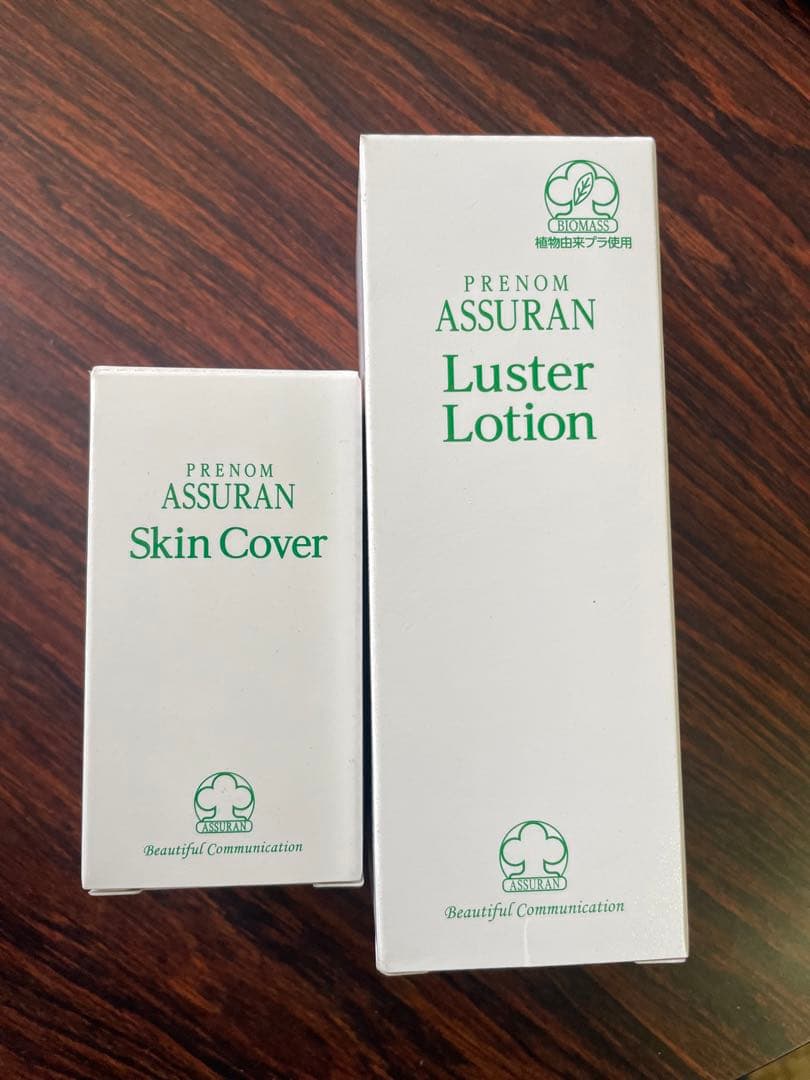 PRENOM
ASSURAN
Skin Cover
ASSURAN
Beautiful Communication
BIOMASS
植物由来プラ使用
PRENOM
ASSURAN
Luster
Lotion
ASSURAN
Beautiful Communication